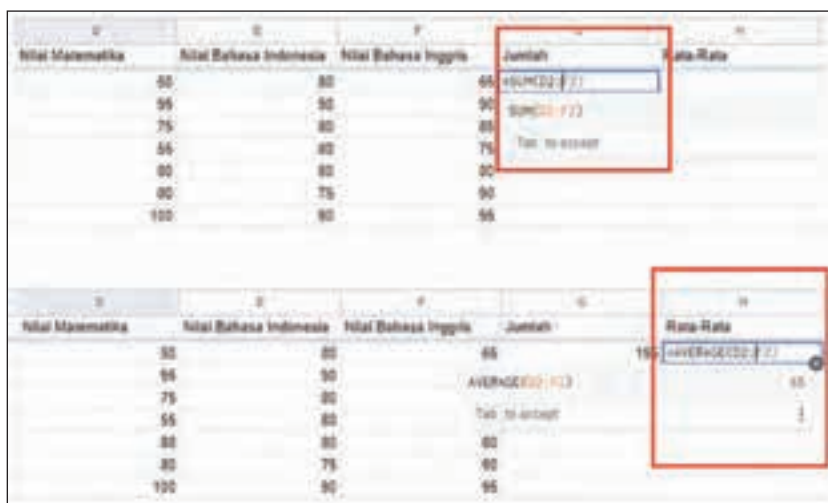 D E F G H
Nilai Matematika Nilai Bahasa Indonesia Nilai Bahasa Inggris Jumlah Rata-Rata
50 80 65 =SUM(D2:F2)
95 90 90 SUM(D2:F2)
75 80 85 Tab to accept
55 80 75
80 80 80
80 75 90
100 90 95
D E F G H
Nilai Matematika Nilai Bahasa Indonesia Nilai Bahasa Inggris Jumlah Rata-Rata
50 80 65 195 =AVERAGE(D2:F2)
95 90 AVERAGE(D2:F2) 65
75 80 Tab to accept
55 80
80 80 80
80 75 90
100 90 95